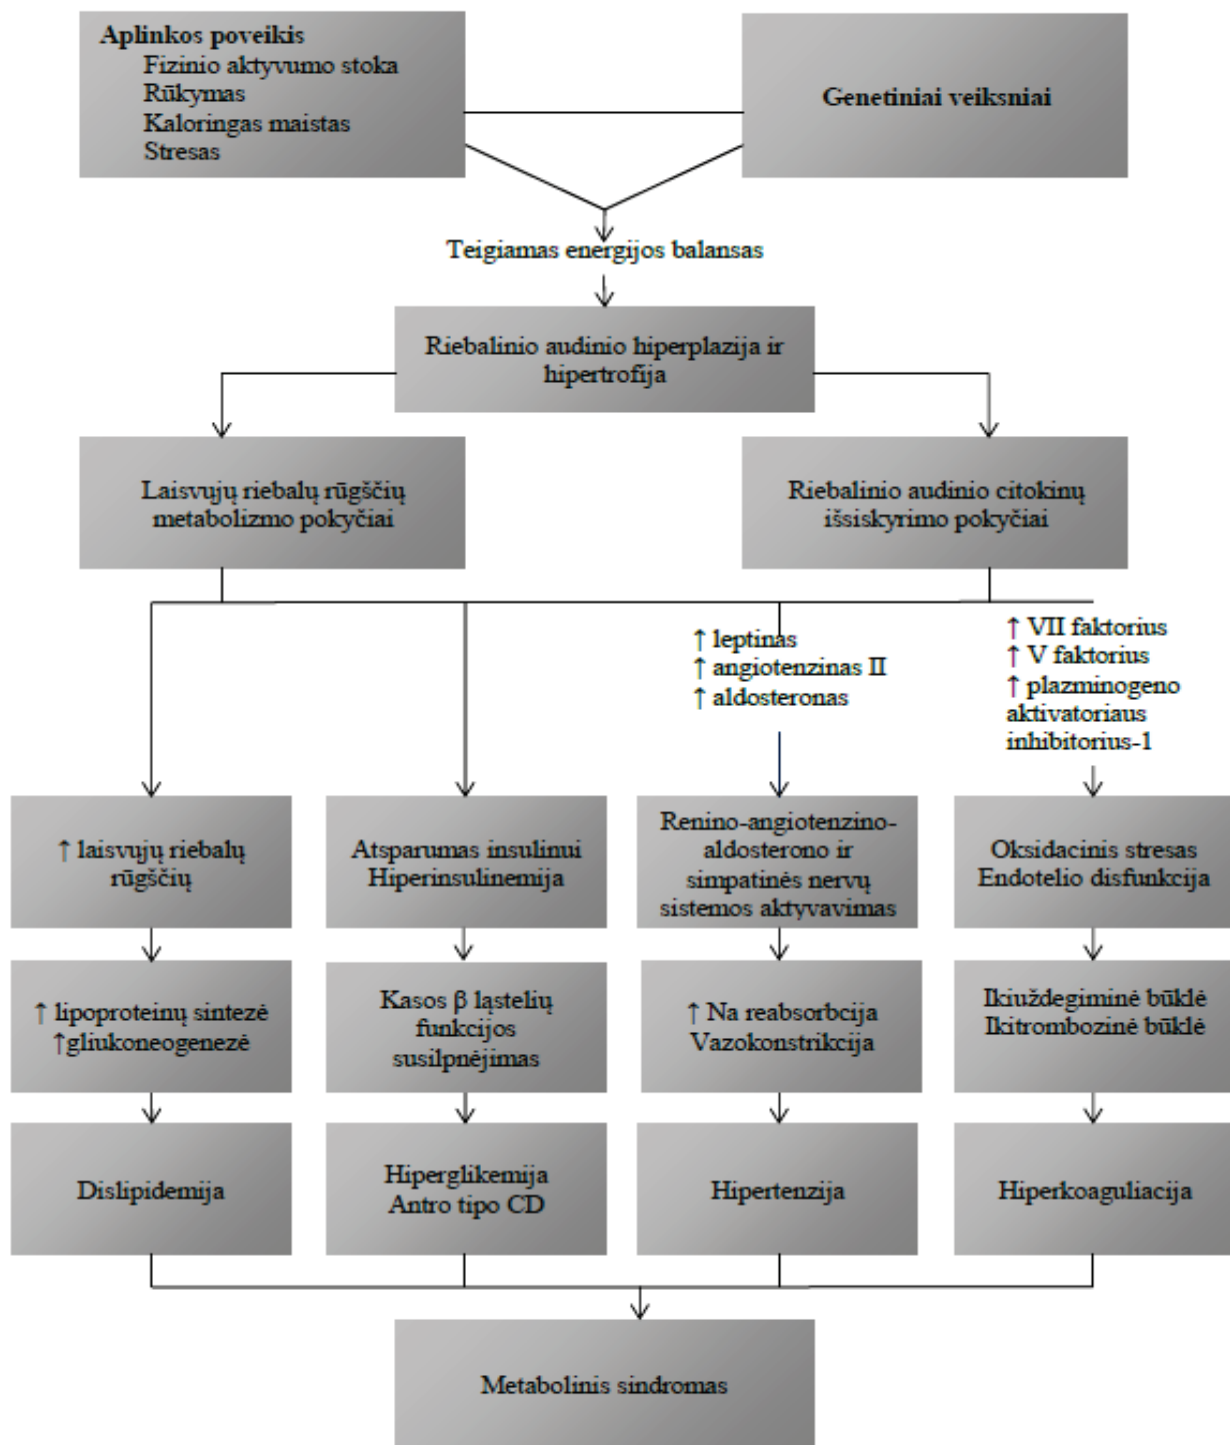 Aplinkos poveikis
Fizinio aktyvumo stoka
Rūkymas
Kaloringas maistas
Stresas
Genetiniai veiksniai
Teigiamas energijos balansas
Riebalinio audinio hiperplazija ir
hipertrofija
Laisvųjų riebalų rūgščių
metabolizmo pokyčiai
Riebalinio audinio citokinų
išsiskyrimo pokyčiai
↑ leptinas
↑ angiotenzinas II
↑ aldosteronas
↑ VII faktorius
↑ V faktorius
↑ plazminogeno
aktivatoriaus
inhibitorius-1
↑ laisvųjų riebalų
rūgščių
Atsparumas insulinui
Hiperinsulinemija
Renino-angiotenzino-
aldosterono ir
simpatinės nervų
sistemos aktyvavimas
Oksidacinis stresas
Endotelio disfunkcija
↑ lipoproteinų sintezė
↑gliukoneogenezė
Kasos β ląstelių
funkcijos
susilpnėjimas
↑ Na reabsorbcija
Vazokonstrikcija
Ikiuždegiminė būklė
Ikitrombozinė būklė
Dislipidemija
Hiperglikemija
Antro tipo CD
Hipertenzija
Hiperkoaguliacija
Metabolinis sindromas